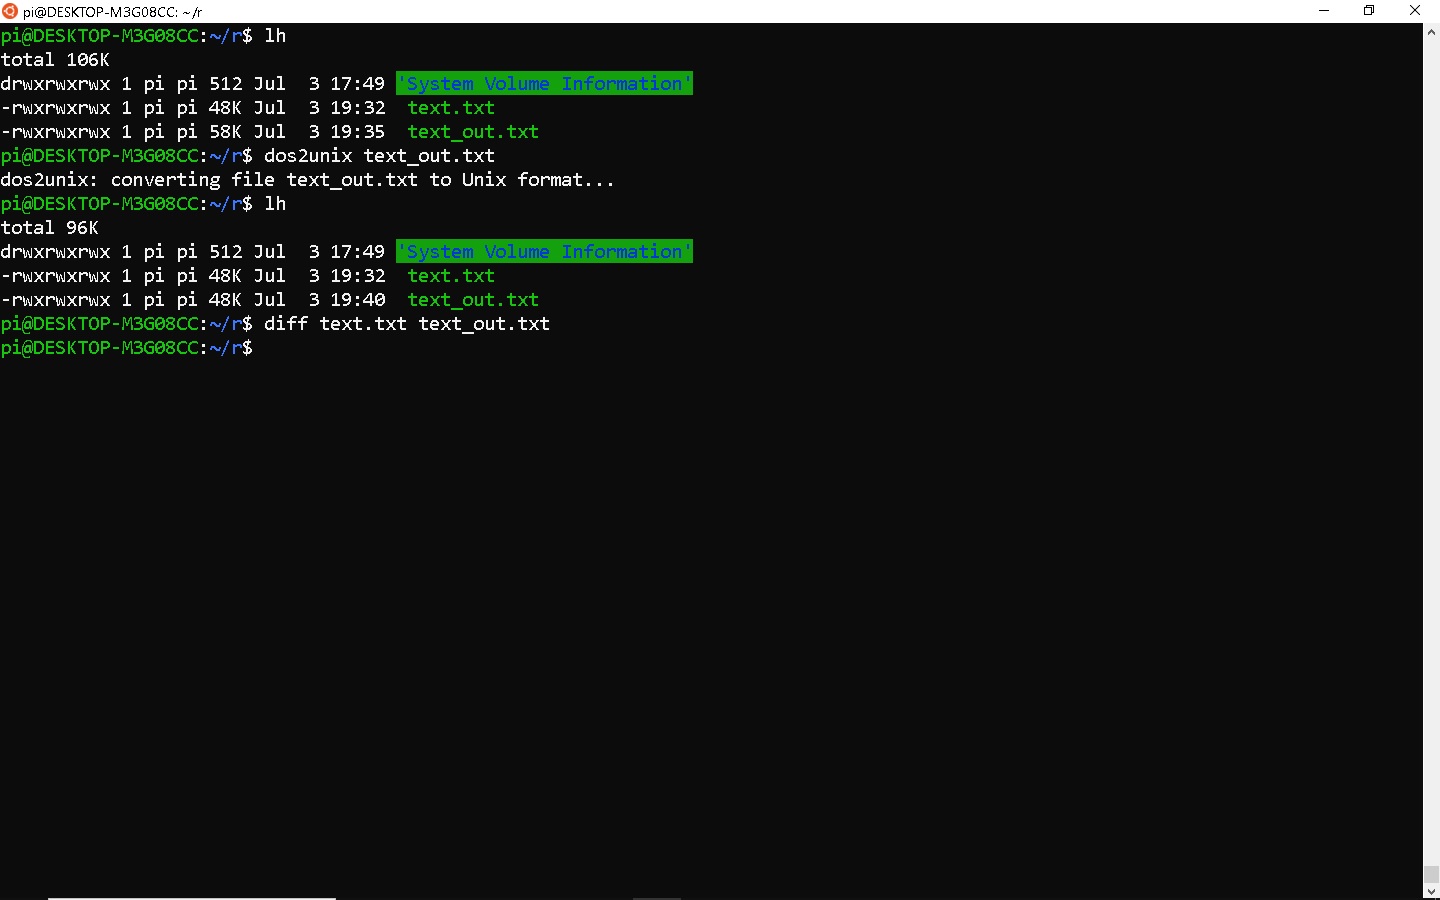 pi@DESKTOP-M3G08CC: ~/r
pi@DESKTOP-M3G08CC:~/r$ lh
total 106K
drwxrwxrwx 1 pi pi 512 Jul  3 17:49 'System Volume Information'
-rwxrwxrwx 1 pi pi 48K Jul  3 19:32  text.txt
-rwxrwxrwx 1 pi pi 58K Jul  3 19:35  text_out.txt
pi@DESKTOP-M3G08CC:~/r$ dos2unix text_out.txt
dos2unix: converting file text_out.txt to Unix format...
pi@DESKTOP-M3G08CC:~/r$ lh
total 96K
drwxrwxrwx 1 pi pi 512 Jul  3 17:49 'System Volume Information'
-rwxrwxrwx 1 pi pi 48K Jul  3 19:32  text.txt
-rwxrwxrwx 1 pi pi 48K Jul  3 19:40  text_out.txt
pi@DESKTOP-M3G08CC:~/r$ diff text.txt text_out.txt
pi@DESKTOP-M3G08CC:~/r$